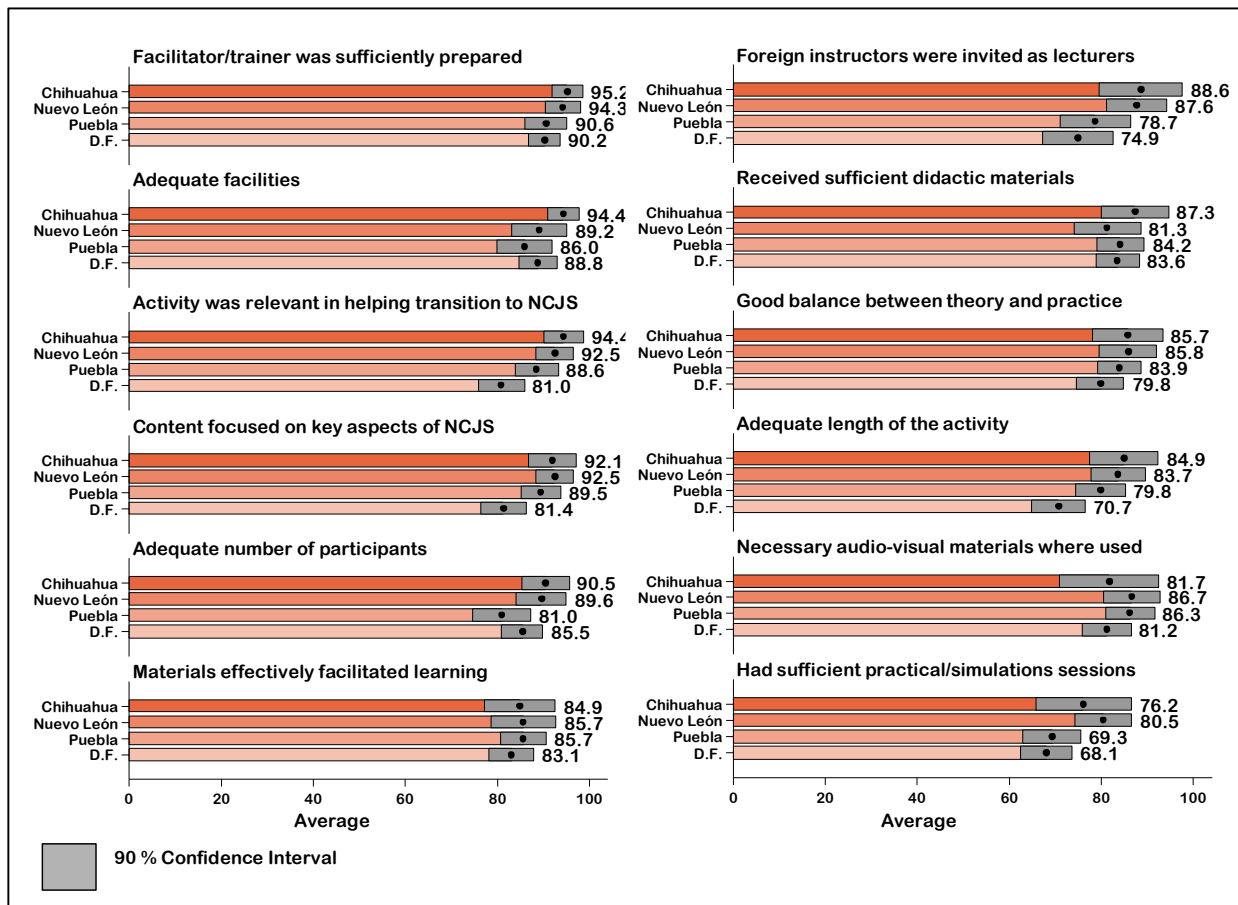 Facilitator/trainer was sufficiently prepared
Chihuahua 95.2
Nuevo León 94.3
Puebla 90.6
D.F. 90.2
Adequate facilities
Chihuahua 94.4
Nuevo León 89.2
Puebla 86.0
D.F. 88.8
Activity was relevant in helping transition to NCJS
Chihuahua 94.4
Nuevo León 92.5
Puebla 88.6
D.F. 81.0
Content focused on key aspects of NCJS
Chihuahua 92.1
Nuevo León 92.5
Puebla 89.5
D.F. 81.4
Adequate number of participants
Chihuahua 90.5
Nuevo León 89.6
Puebla 81.0
D.F. 85.5
Materials effectively facilitated learning
Chihuahua 84.9
Nuevo León 85.7
Puebla 85.7
D.F. 83.1
0 20 40 60 80 100
Average
Foreign instructors were invited as lecturers
Chihuahua 88.6
Nuevo León 87.6
Puebla 78.7
D.F. 74.9
Received sufficient didactic materials
Chihuahua 87.3
Nuevo León 81.3
Puebla 84.2
D.F. 83.6
Good balance between theory and practice
Chihuahua 85.7
Nuevo León 85.8
Puebla 83.9
D.F. 79.8
Adequate length of the activity
Chihuahua 84.9
Nuevo León 83.7
Puebla 79.8
D.F. 70.7
Necessary audio-visual materials where used
Chihuahua 81.7
Nuevo León 86.7
Puebla 86.3
D.F. 81.2
Had sufficient practical/simulations sessions
Chihuahua 76.2
Nuevo León 80.5
Puebla 69.3
D.F. 68.1
0 20 40 60 80 100
Average
90 % Confidence Interval